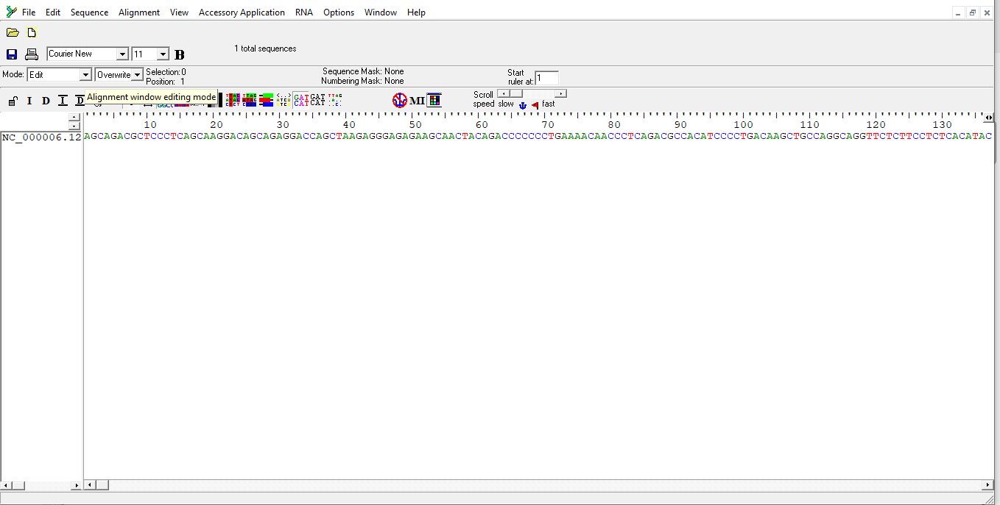 File Edit Sequence Alignment View Accessory Application RNA Options Window Help
Courier New 11 B 1 total sequences
Mode: Edit Overwrite Selection: 0 Sequence Mask: None Start
Position: 1 Numbering Mask: None ruler at: 1
I D I D Alignment window editing mode GAT GAT MI Scroll
CAT CAT speed slow fast
10 20 30 40 50 60 70 80 90 100 110 120 130
NC_000006.12 AGCAGACGCTCCCTCAGCAAGGACAGCAGAGGACCAGCTAAGAGGGAGAGAAGCAACTACAGACCCCCCCTGAAAACAACCCTCAGACGCCACATCCCCTGACAAGCTGCCAGGCAGGTTCTCTTCCTCTCACATAC